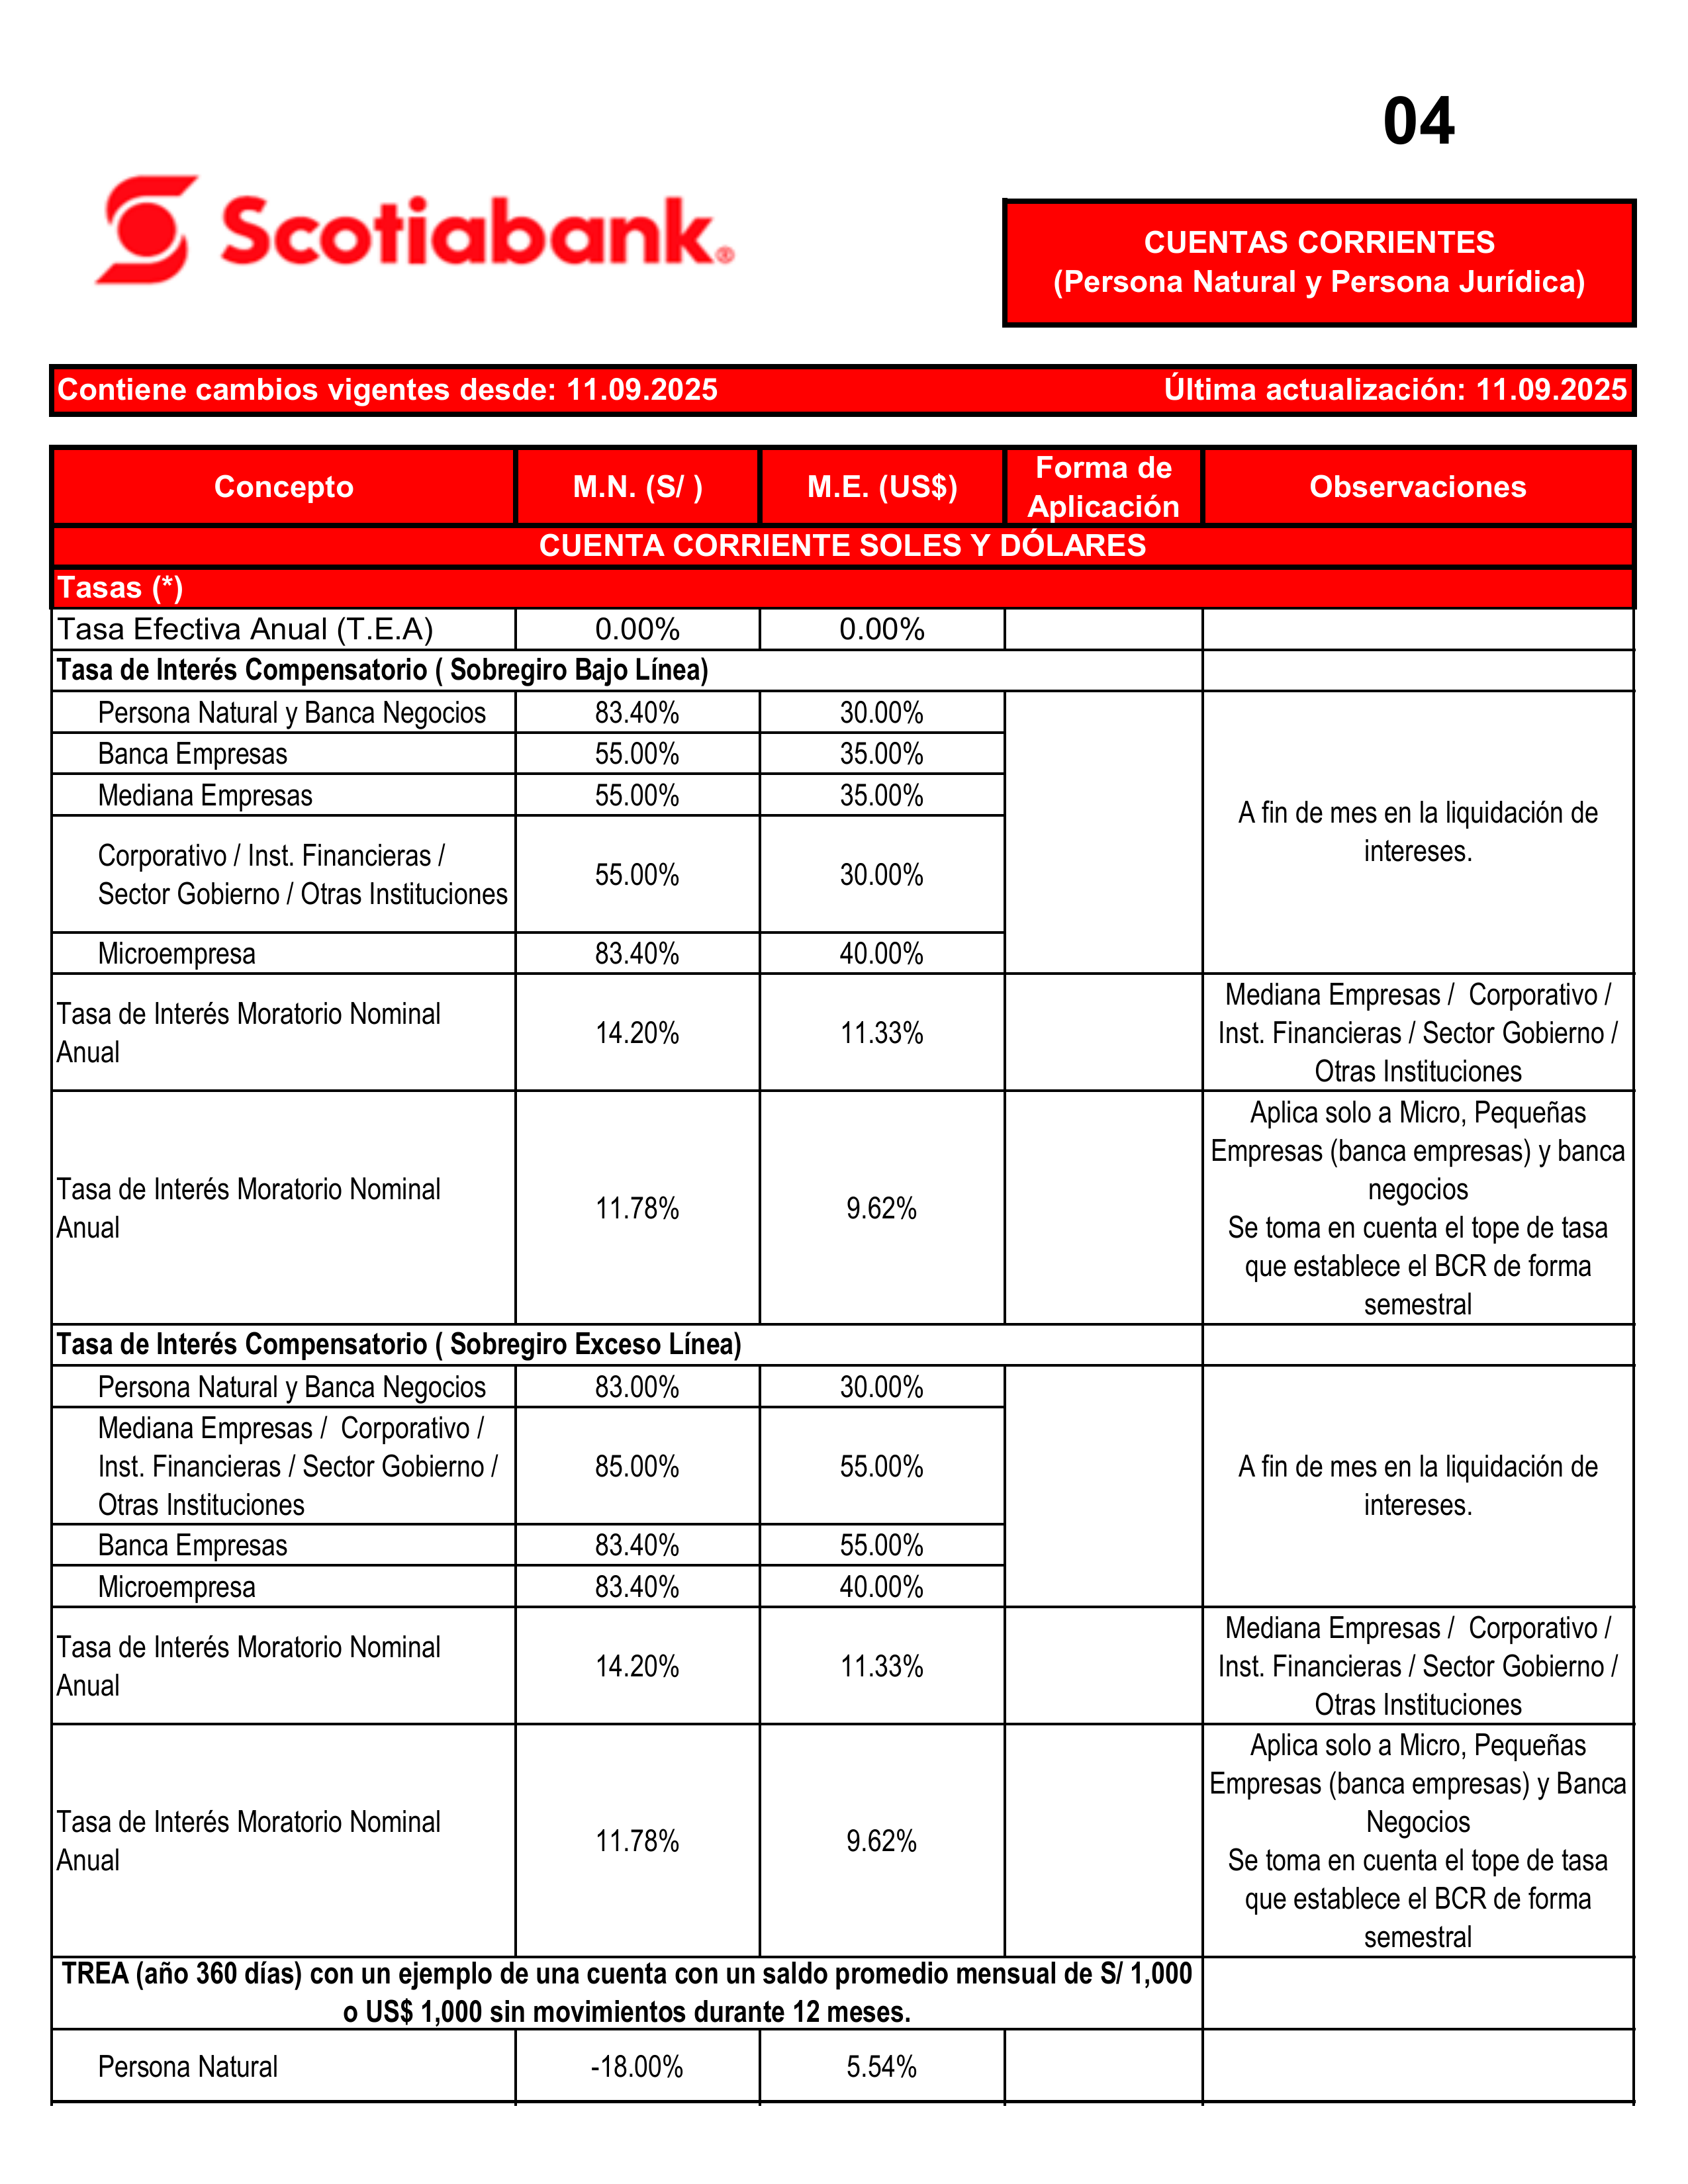 04
Scotiabank®
CUENTAS CORRIENTES
(Persona Natural y Persona Jurídica)
Contiene cambios vigentes desde: 11.09.2025 Última actualización: 11.09.2025
Concepto M.N. (S/ ) M.E. (US$) Forma de Aplicación Observaciones
CUENTA CORRIENTE SOLES Y DÓLARES
Tasas (*)
Tasa Efectiva Anual (T.E.A) 0.00% 0.00%
Tasa de Interés Compensatorio ( Sobregiro Bajo Línea)
Persona Natural y Banca Negocios 83.40% 30.00%
Banca Empresas 55.00% 35.00%
Mediana Empresas 55.00% 35.00%
A fin de mes en la liquidación de
intereses.
Corporativo / Inst. Financieras /
Sector Gobierno / Otras Instituciones 55.00% 30.00%
Microempresa 83.40% 40.00%
Tasa de Interés Moratorio Nominal
Anual 14.20% 11.33%
Mediana Empresas /  Corporativo /
Inst. Financieras / Sector Gobierno /
Otras Instituciones
Tasa de Interés Moratorio Nominal
Anual 11.78% 9.62%
Aplica solo a Micro, Pequeñas
Empresas (banca empresas) y banca
negocios
Se toma en cuenta el tope de tasa
que establece el BCR de forma
semestral
Tasa de Interés Compensatorio ( Sobregiro Exceso Línea)
Persona Natural y Banca Negocios 83.00% 30.00%
Mediana Empresas /  Corporativo /
Inst. Financieras / Sector Gobierno /
Otras Instituciones 85.00% 55.00%
A fin de mes en la liquidación de
intereses.
Banca Empresas 83.40% 55.00%
Microempresa 83.40% 40.00%
Tasa de Interés Moratorio Nominal
Anual 14.20% 11.33%
Mediana Empresas /  Corporativo /
Inst. Financieras / Sector Gobierno /
Otras Instituciones
Tasa de Interés Moratorio Nominal
Anual 11.78% 9.62%
Aplica solo a Micro, Pequeñas
Empresas (banca empresas) y Banca
Negocios
Se toma en cuenta el tope de tasa
que establece el BCR de forma
semestral
TREA (año 360 días) con un ejemplo de una cuenta con un saldo promedio mensual de S/ 1,000
o US$ 1,000 sin movimientos durante 12 meses.
Persona Natural -18.00% 5.54%